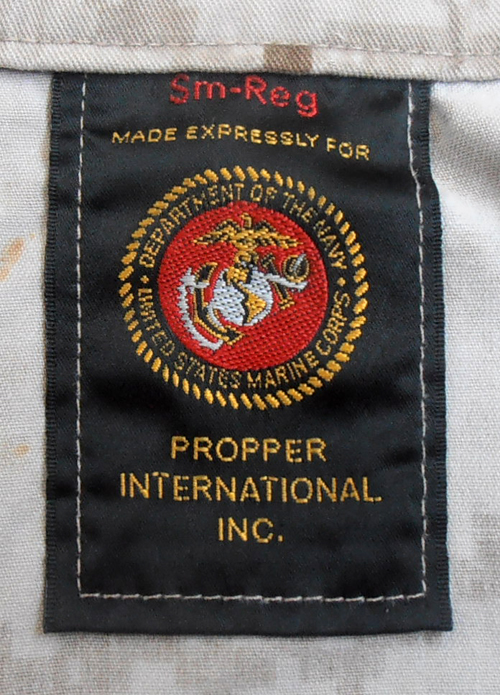 Sm-Reg
MADE EXPRESSLY FOR
DEPARTMENT OF THE NAVY
• UNITED STATES MARINE CORPS •
PROPPER
INTERNATIONAL
INC.